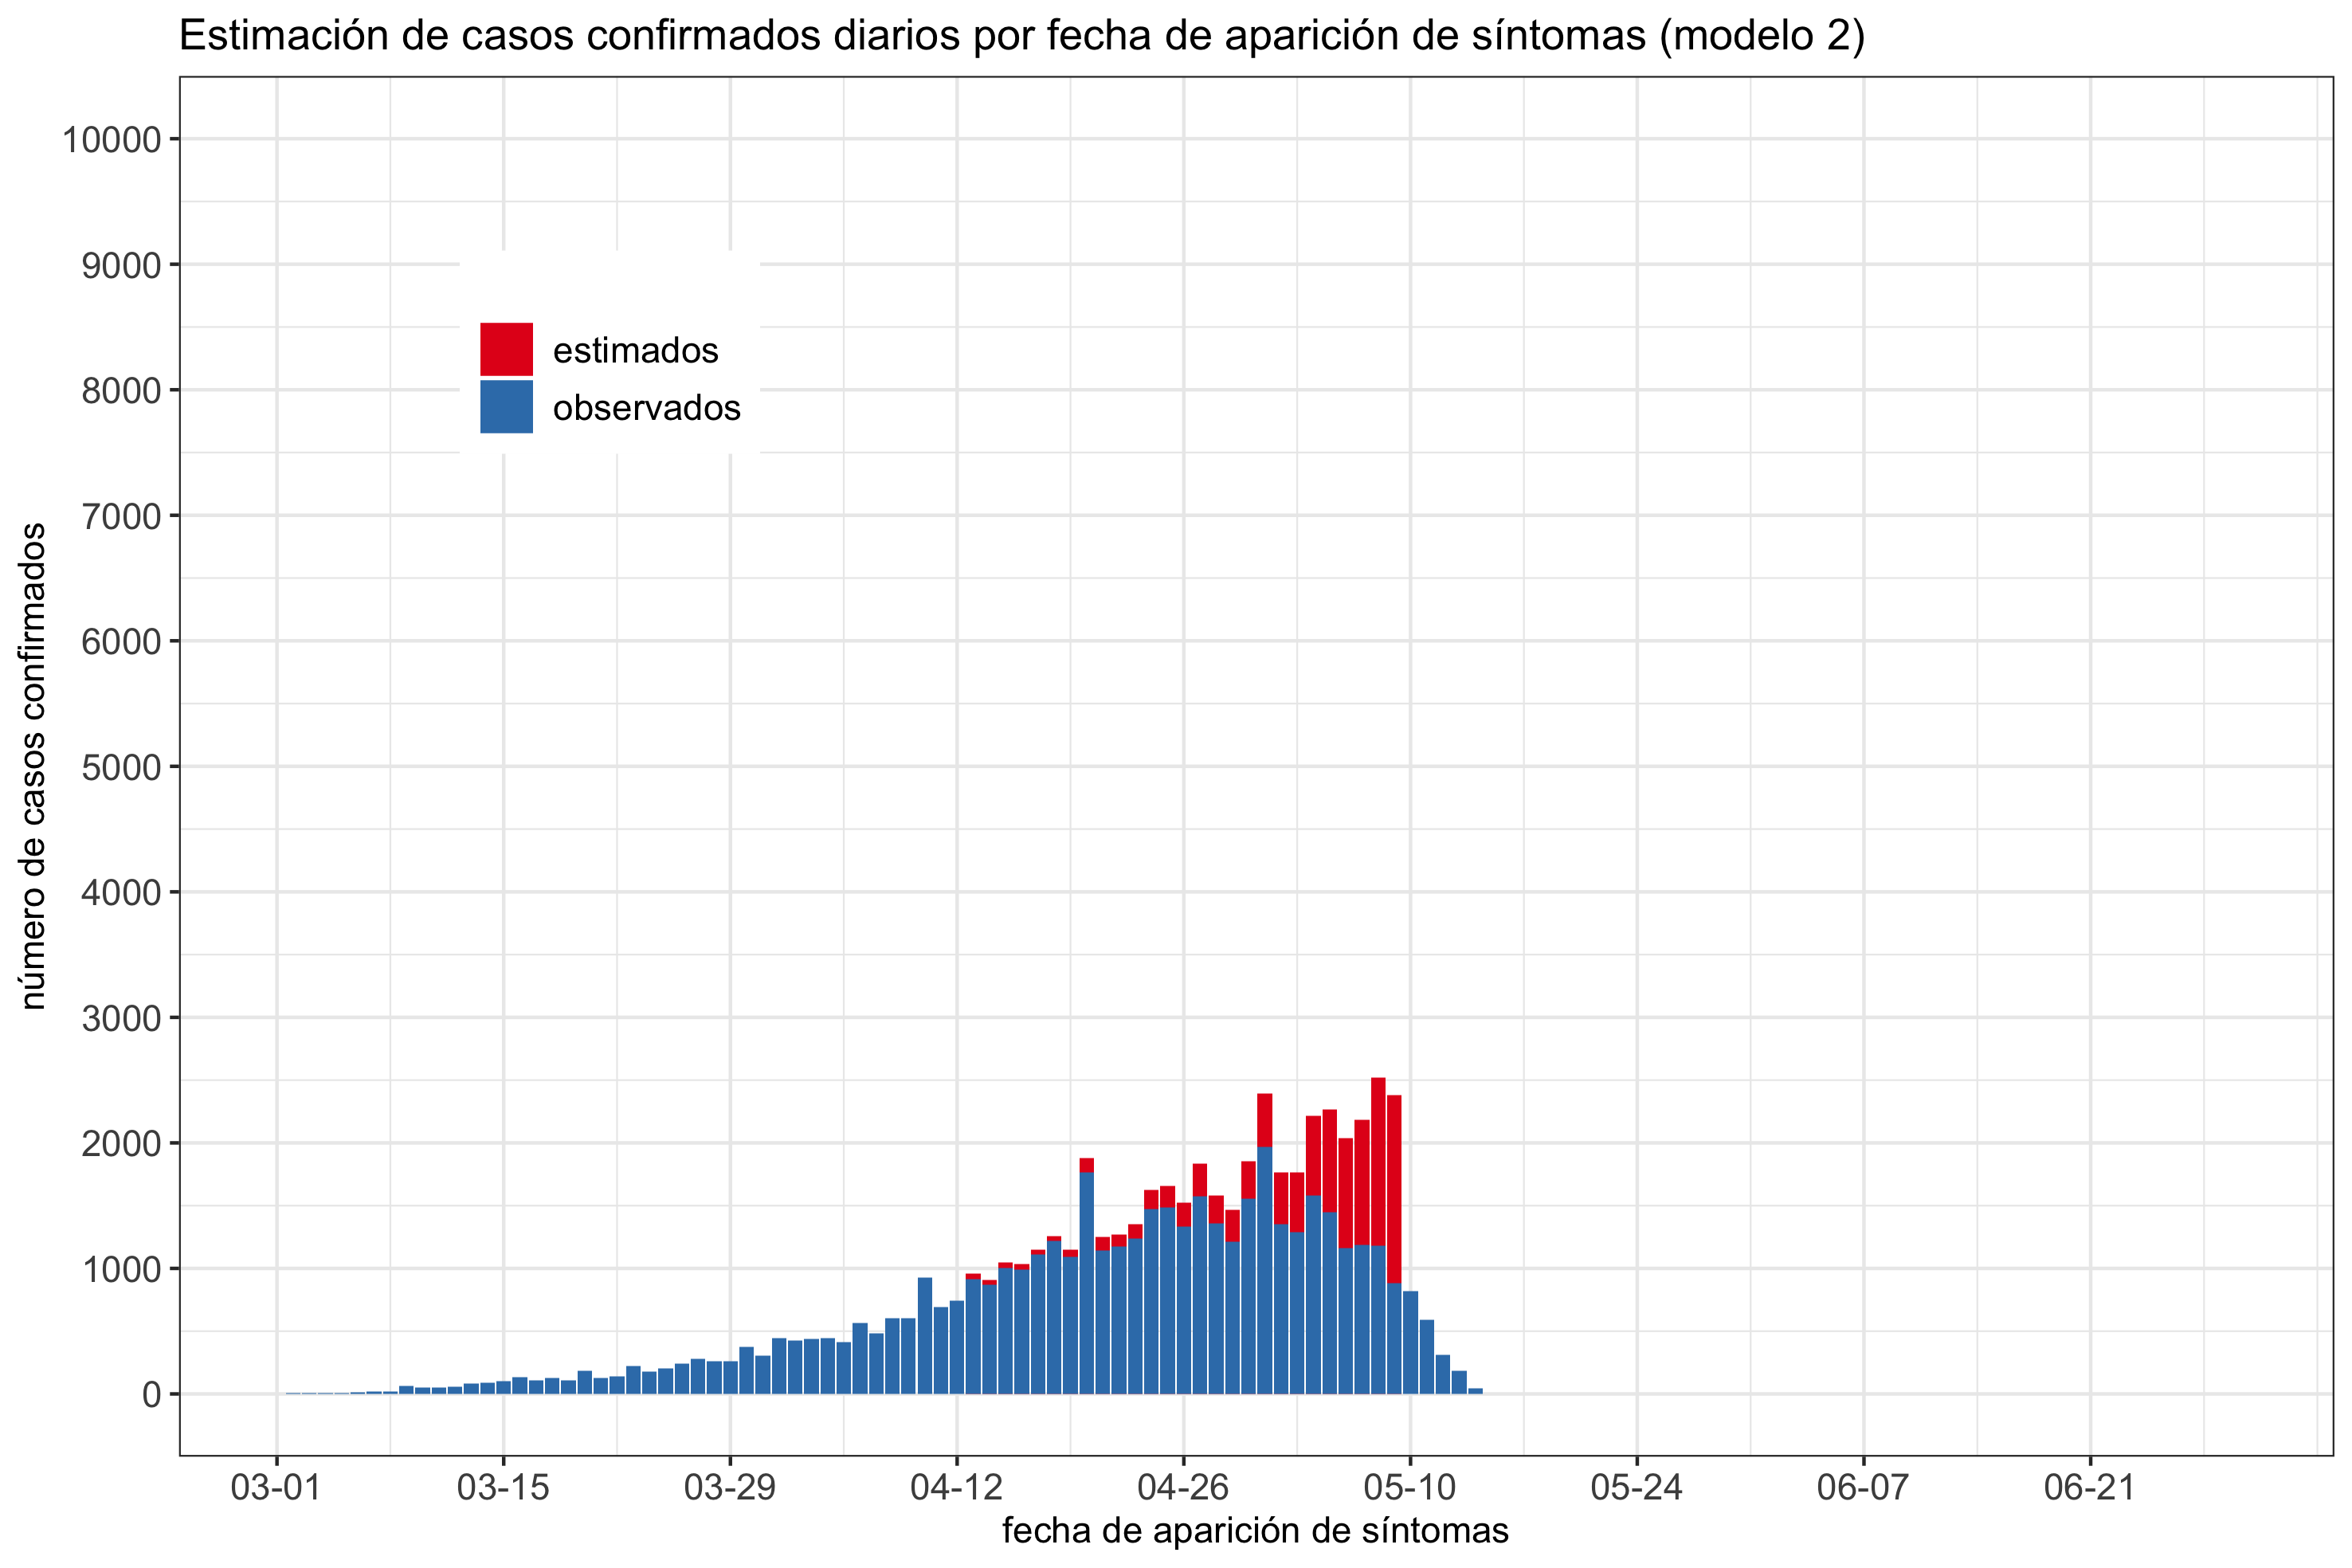 Estimación de casos confirmados diarios por fecha de aparición de síntomas (modelo 2)
número de casos confirmados
10000
9000
8000
7000
6000
5000
4000
3000
2000
1000
0
estimados
observados
03-01 03-15 03-29 04-12 04-26 05-10 05-24 06-07 06-21
fecha de aparición de síntomas